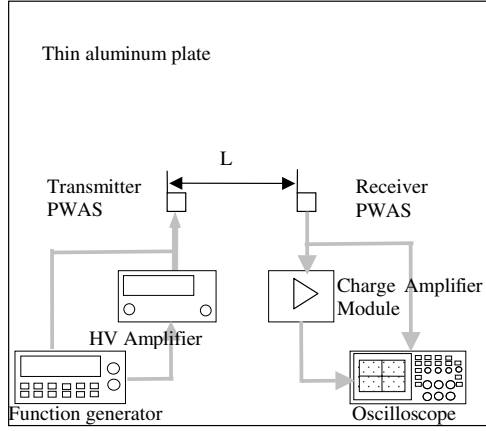 Thin aluminum plate
L
Transmitter
PWAS
Receiver
PWAS
Charge Amplifier
Module
HV Amplifier
Function generator
Oscilloscope